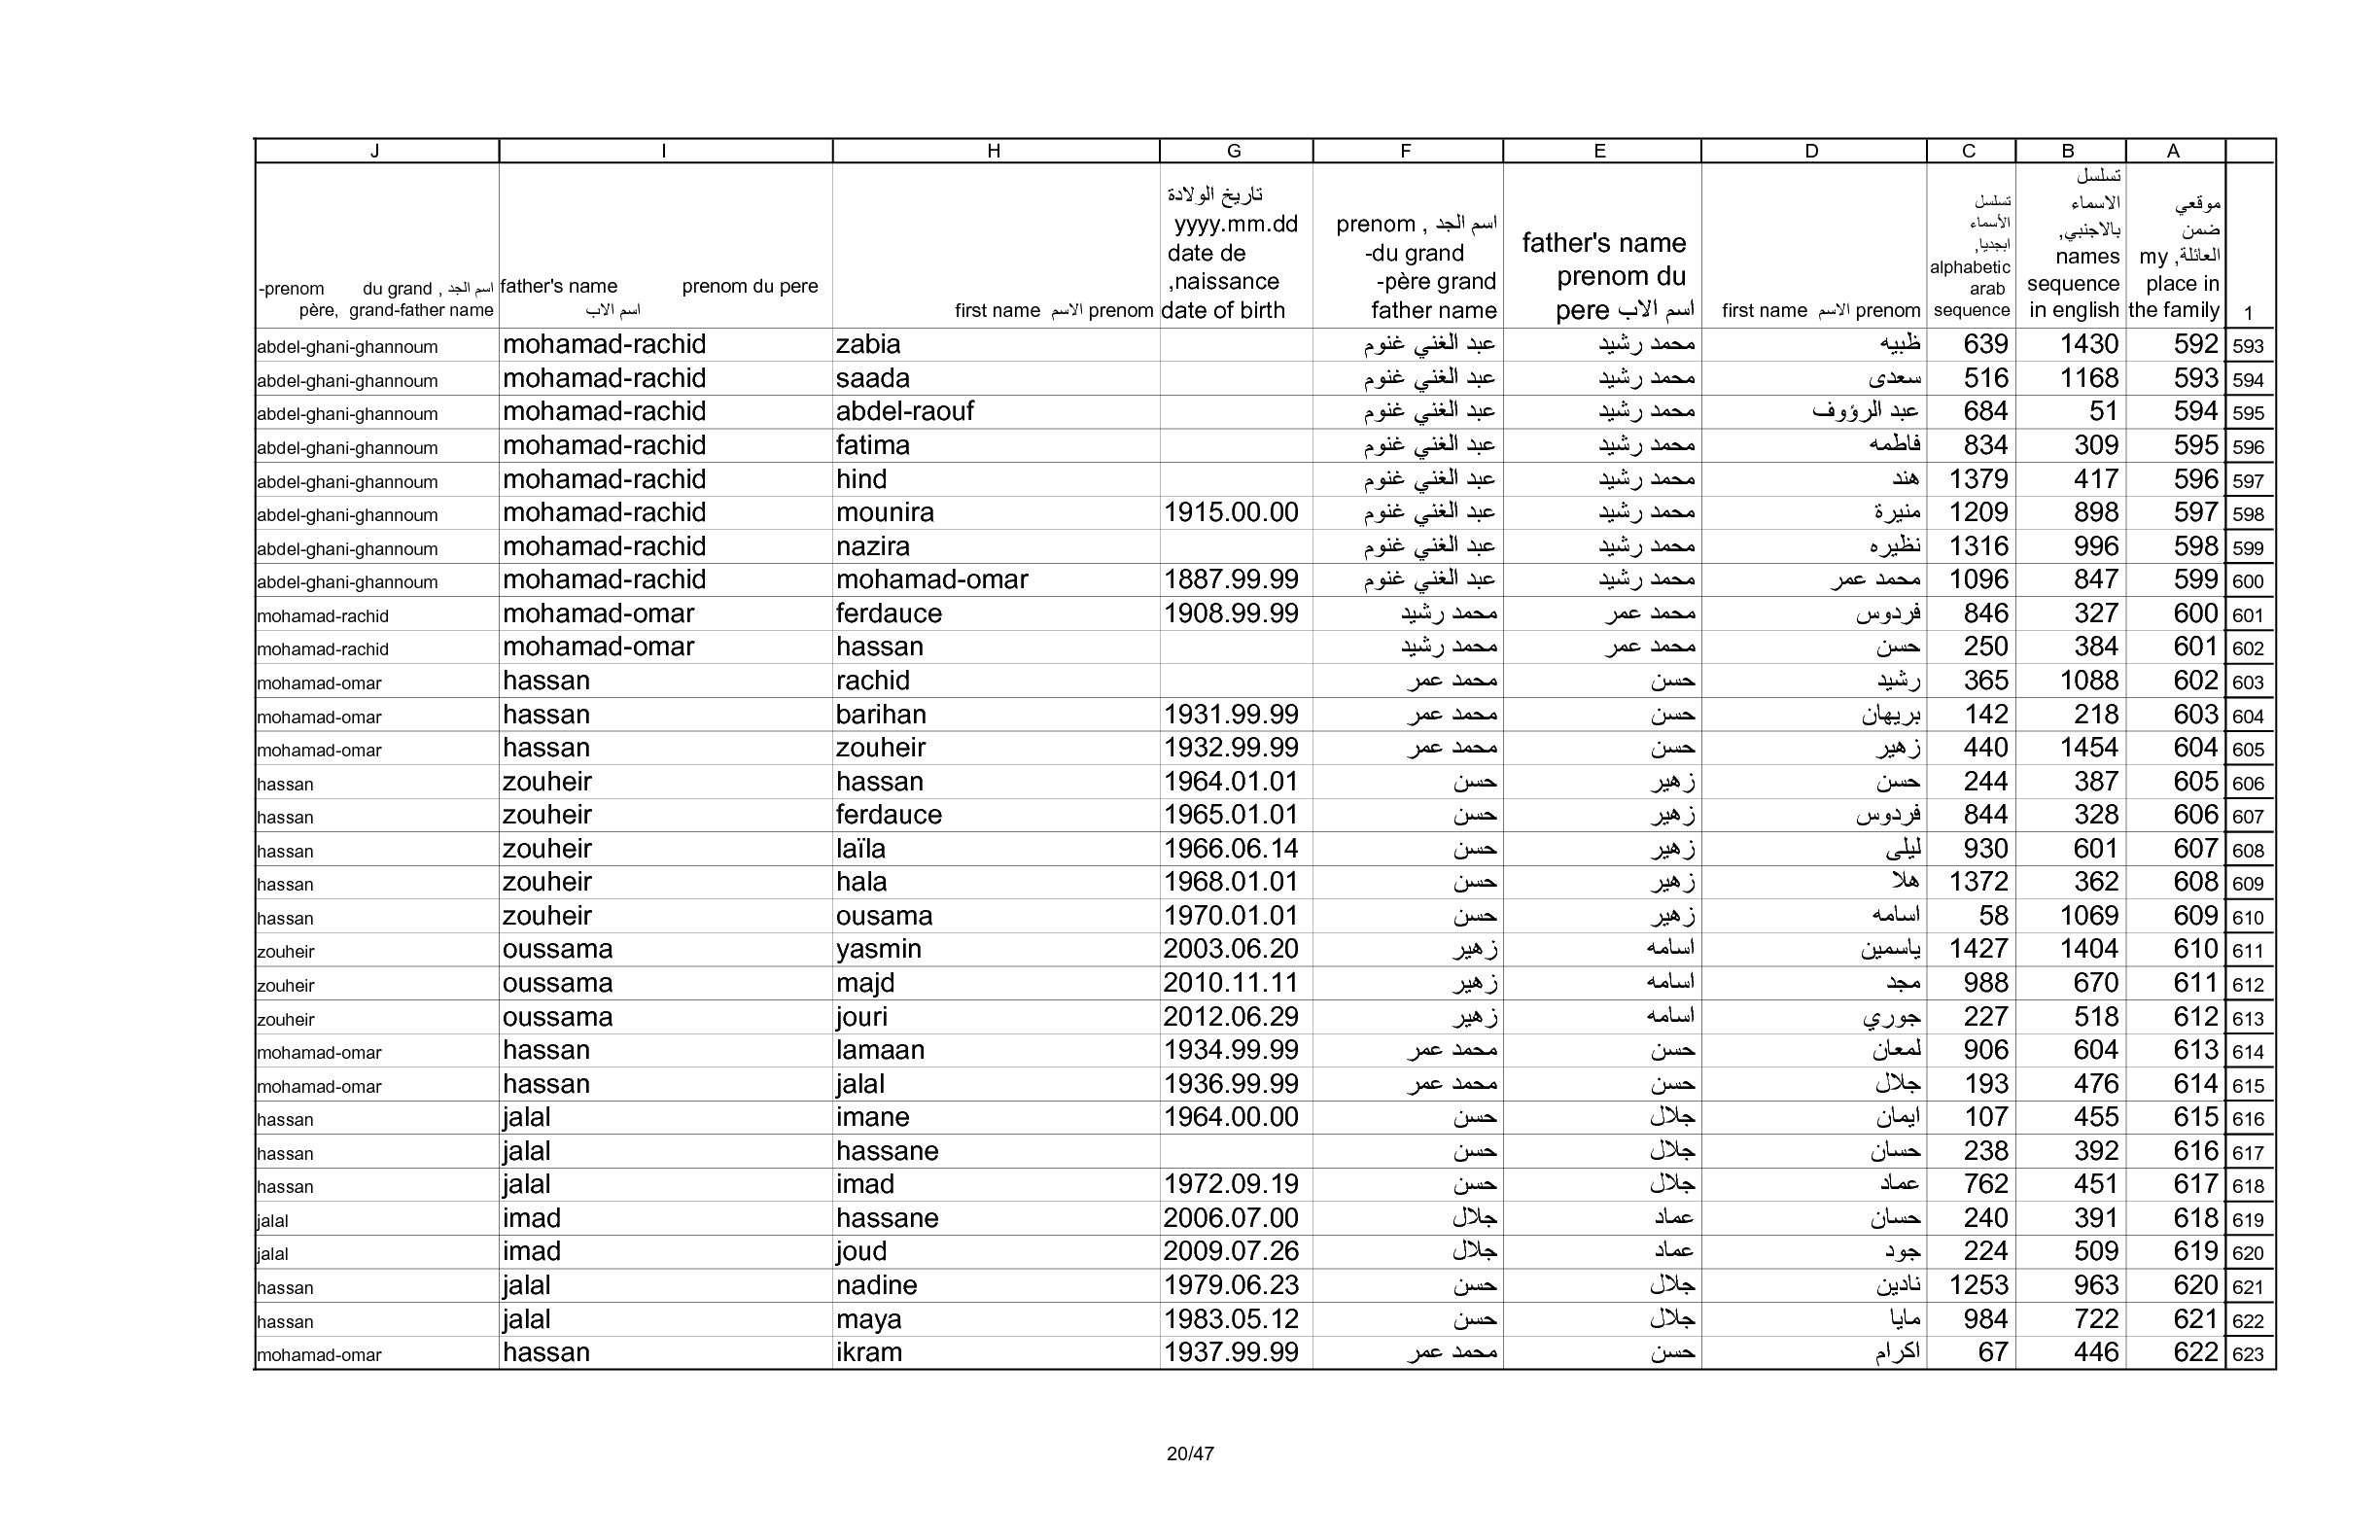 J I H G F E D C B A
-prenom du grand , اسم الجد père, grand-father name
father's name prenom du pere اسم الاب
first name الاسم prenom
تاريخ الولادة yyyy.mm.dd date de ,naissance date of birth
prenom , اسم الجد -du grand -père grand father name
father's name prenom du pere اسم الاب
first name الاسم prenom
تسلسل الأسماء ابجديا, alphabetic arab sequence
تسلسل الاسماء بالاجنبي, names sequence in english
موقعي ضمن العائلة, my place in the family
1
abdel-ghani-ghannoum mohamad-rachid zabia عبد الغني غنوم محمد رشيد ظبيه 639 1430 592 593
abdel-ghani-ghannoum mohamad-rachid saada عبد الغني غنوم محمد رشيد سعدى 516 1168 593 594
abdel-ghani-ghannoum mohamad-rachid abdel-raouf عبد الغني غنوم محمد رشيد عبد الرؤوف 684 51 594 595
abdel-ghani-ghannoum mohamad-rachid fatima عبد الغني غنوم محمد رشيد فاطمه 834 309 595 596
abdel-ghani-ghannoum mohamad-rachid hind عبد الغني غنوم محمد رشيد هند 1379 417 596 597
abdel-ghani-ghannoum mohamad-rachid mounira 1915.00.00 عبد الغني غنوم محمد رشيد منيرة 1209 898 597 598
abdel-ghani-ghannoum mohamad-rachid nazira عبد الغني غنوم محمد رشيد نظيره 1316 996 598 599
abdel-ghani-ghannoum mohamad-rachid mohamad-omar 1887.99.99 عبد الغني غنوم محمد رشيد محمد عمر 1096 847 599 600
mohamad-rachid mohamad-omar ferdauce 1908.99.99 محمد رشيد محمد عمر فردوس 846 327 600 601
mohamad-rachid mohamad-omar hassan محمد رشيد محمد عمر حسن 250 384 601 602
mohamad-omar hassan rachid محمد عمر حسن رشيد 365 1088 602 603
mohamad-omar hassan barihan 1931.99.99 محمد عمر حسن بريهان 142 218 603 604
mohamad-omar hassan zouheir 1932.99.99 محمد عمر حسن زهير 440 1454 604 605
hassan zouheir hassan 1964.01.01 حسن زهير حسن 244 387 605 606
hassan zouheir ferdauce 1965.01.01 حسن زهير فردوس 844 328 606 607
hassan zouheir laïla 1966.06.14 حسن زهير ليلى 930 601 607 608
hassan zouheir hala 1968.01.01 حسن زهير هلا 1372 362 608 609
hassan zouheir ousama 1970.01.01 حسن زهير اسامه 58 1069 609 610
zouheir oussama yasmin 2003.06.20 زهير اسامه ياسمين 1427 1404 610 611
zouheir oussama majd 2010.11.11 زهير اسامه مجد 988 670 611 612
zouheir oussama jouri 2012.06.29 زهير اسامه جوري 227 518 612 613
mohamad-omar hassan lamaan 1934.99.99 محمد عمر حسن لمعان 906 604 613 614
mohamad-omar hassan jalal 1936.99.99 محمد عمر حسن جلال 193 476 614 615
hassan jalal imane 1964.00.00 حسن جلال ايمان 107 455 615 616
hassan jalal hassane حسن جلال حسان 238 392 616 617
hassan jalal imad 1972.09.19 حسن جلال عماد 762 451 617 618
jalal imad hassane 2006.07.00 جلال عماد حسان 240 391 618 619
jalal imad joud 2009.07.26 جلال عماد جود 224 509 619 620
hassan jalal nadine 1979.06.23 حسن جلال نادين 1253 963 620 621
hassan jalal maya 1983.05.12 حسن جلال مايا 984 722 621 622
mohamad-omar hassan ikram 1937.99.99 محمد عمر حسن اكرام 67 446 622 623
20/47